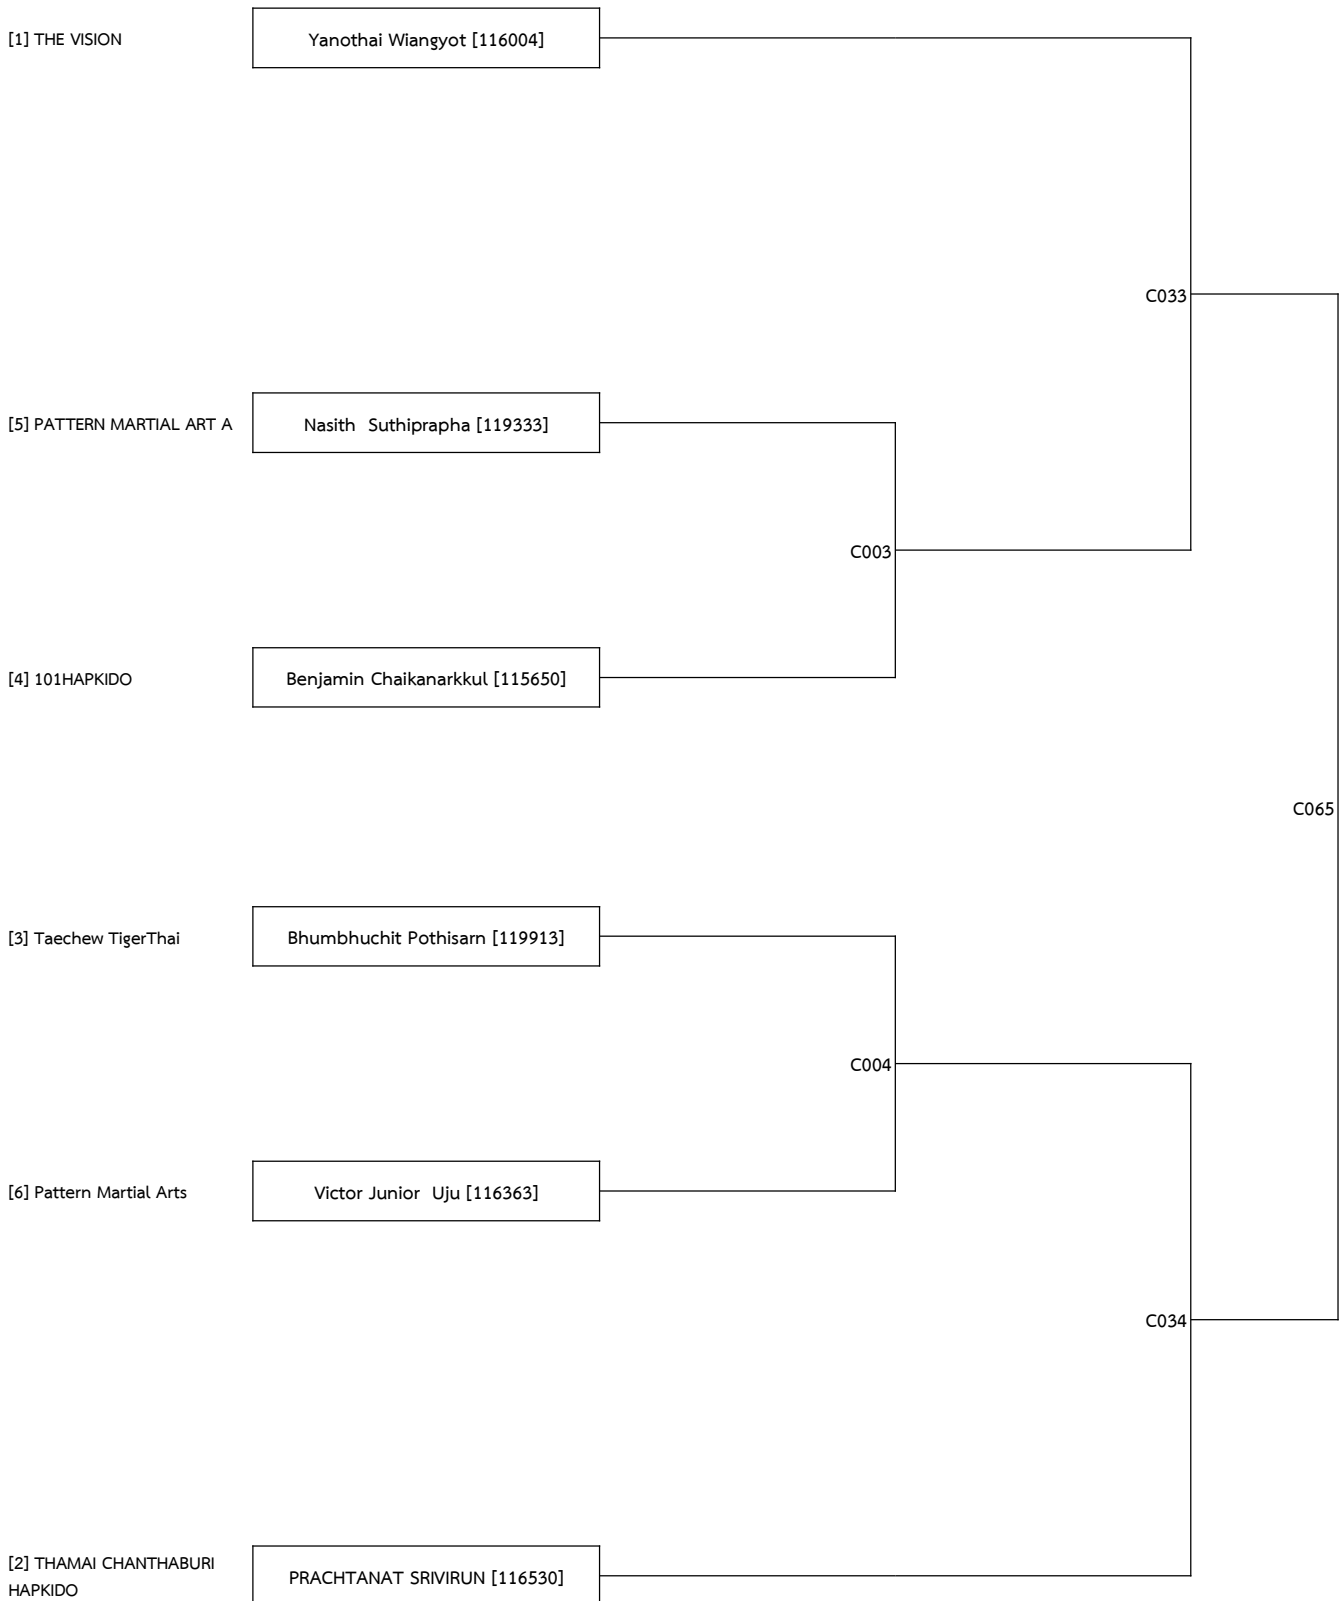 [1] THE VISION
Yanothai Wiangyot [116004]
C033
[5] PATTERN MARTIAL ART A
Nasith  Suthiprapha [119333]
C003
[4] 101HAPKIDO
Benjamin Chaikanarkkul [115650]
C065
[3] Taechew TigerThai
Bhumbhuchit Pothisarn [119913]
C004
[6] Pattern Martial Arts
Victor Junior  Uju [116363]
C034
[2] THAMAI CHANTHABURI
HAPKIDO
PRACHTANAT SRIVIRUN [116530]